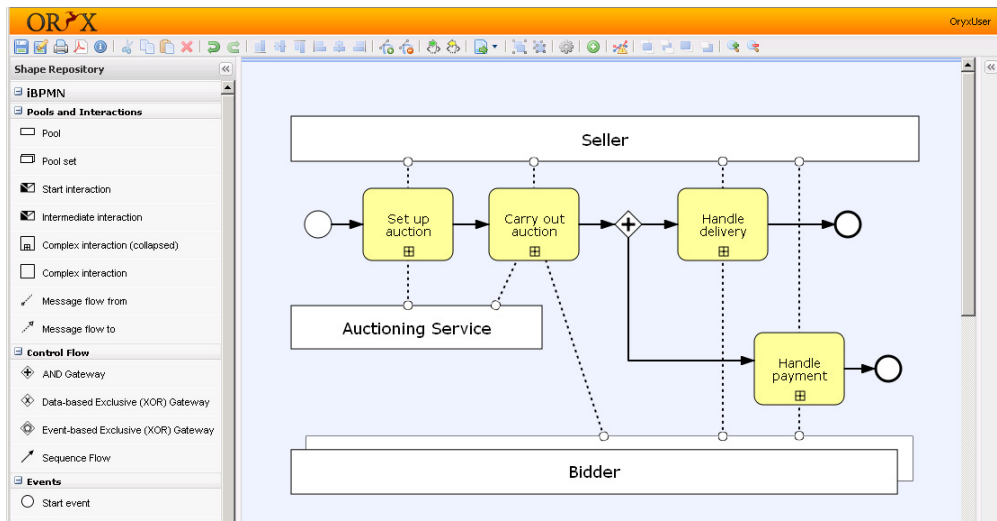 ORYX
OryxUser
Shape Repository
iBPMN
Pools and Interactions
Pool
Pool set
Start interaction
Intermediate interaction
Complex interaction (collapsed)
Complex interaction
Message flow from
Message flow to
Control Flow
AND Gateway
Data-based Exclusive (XOR) Gateway
Event-based Exclusive (XOR) Gateway
Sequence Flow
Events
Start event
Seller
Set up
auction
Carry out
auction
Handle
delivery
Auctioning Service
Handle
payment
Bidder